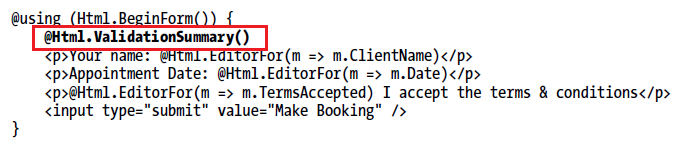 @using (Html.BeginForm()) {
@Html.ValidationSummary()
<p>Your name: @Html.EditorFor(m => m.ClientName)</p>
<p>Appointment Date: @Html.EditorFor(m => m.Date)</p>
<p>@Html.EditorFor(m => m.TermsAccepted) I accept the terms & conditions</p>
<input type="submit" value="Make Booking" />
}